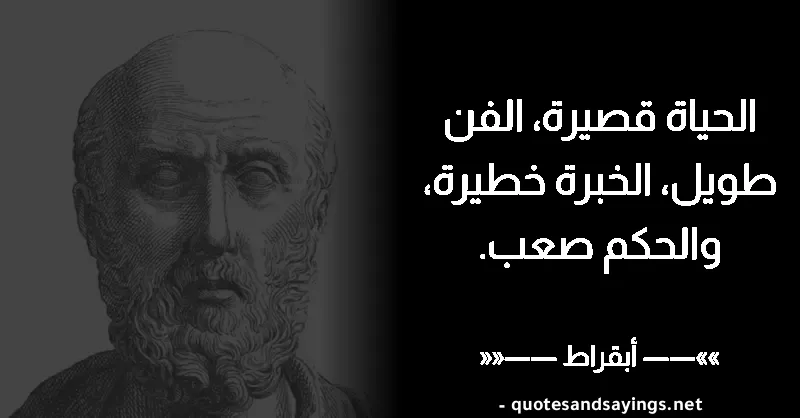 الحياة قصيرة، الفن
طويل، الخبرة خطيرة،
والحكم صعب.
»»—— أبقراط ——««
- quotesandsayings.net